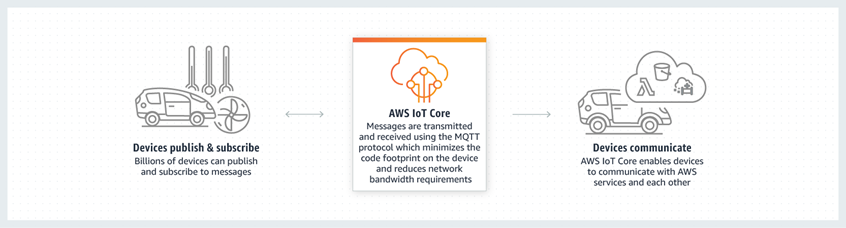 Devices publish & subscribe
Billions of devices can publish
and subscribe to messages
AWS IoT Core
Messages are transmitted
and received using the MQTT
protocol which minimizes the
code footprint on the device
and reduces network
bandwidth requirements
Devices communicate
AWS IoT Core enables devices
to communicate with AWS
services and each other